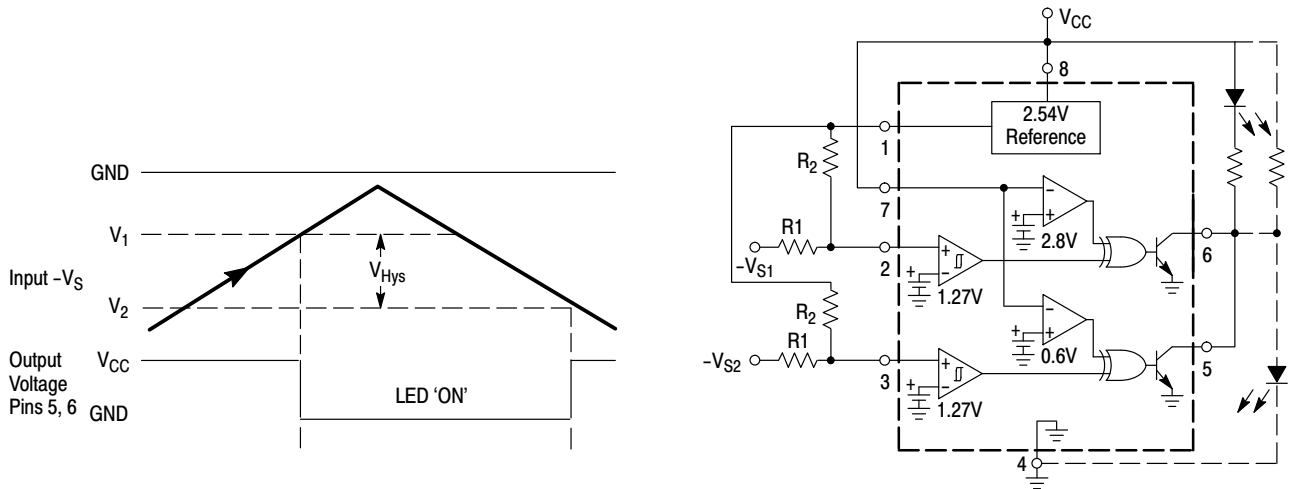 GND
V1
Input –VS
VHys
V2
Output
Voltage
Pins 5, 6
VCC
GND
LED ‘ON’
VCC
8
2.54V
Reference
1
R2
7
–
+
2.8V
6
R1
–VS1
2
+
–
+
1.27V
R2
–
+
+
0.6V
R1
–VS2
3
+
–
+
1.27V
5
4